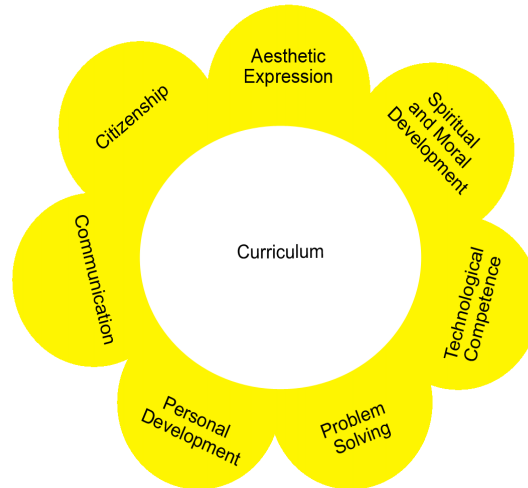 Aesthetic
Expression
Spiritual
and Moral
Development
Technological
Competence
Problem
Solving
Personal
Development
Communication
Citizenship
Curriculum